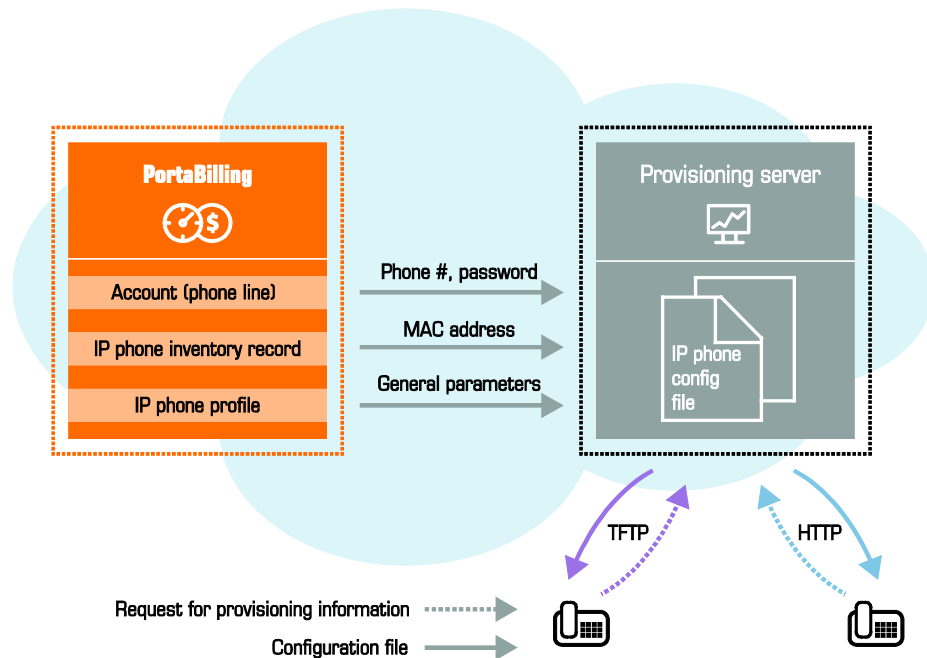 PortaBilling
$
Account (phone line)
IP phone inventory record
IP phone profile
Phone #, password
MAC address
General parameters
Provisioning server
IP phone
config
file
TFTP
HTTP
Request for provisioning information
Configuration file